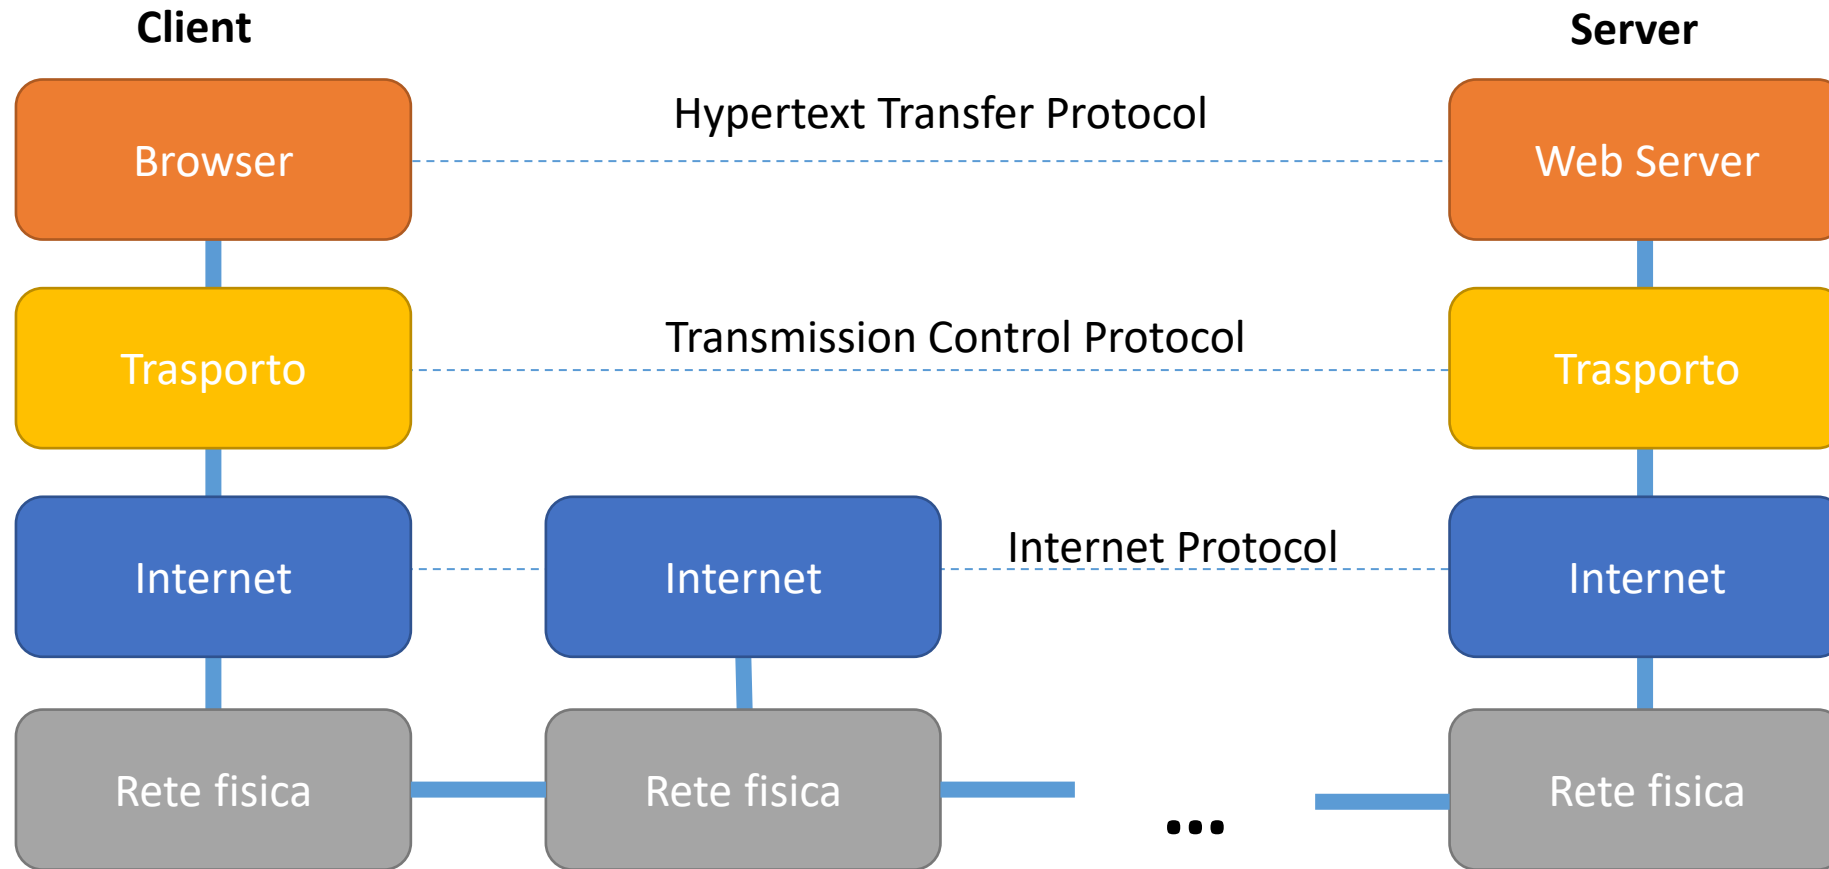 Client
Server
Browser
Hypertext Transfer Protocol
Web Server
Trasporto
Transmission Control Protocol
Trasporto
Internet
Internet
Internet Protocol
Internet
Rete fisica
Rete fisica
...
Rete fisica